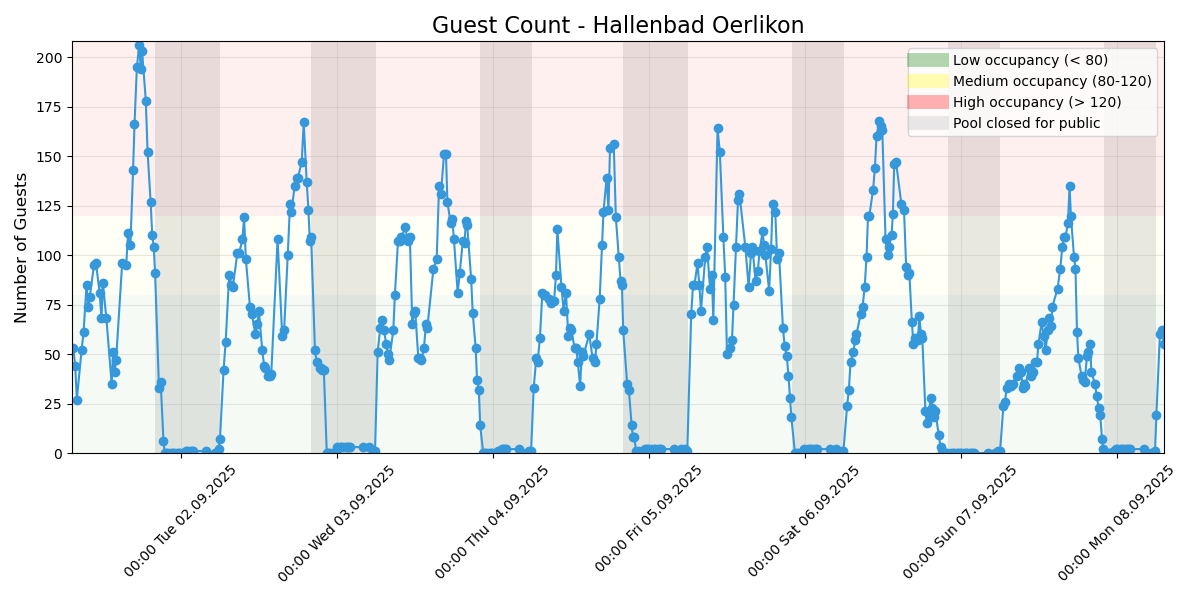 Guest Count - Hallenbad Oerlikon
Number of Guests
200
175
150
125
100
75
50
25
0
Low occupancy (< 80)
Medium occupancy (80-120)
High occupancy (> 120)
Pool closed for public
00:00 Tue 02.09.2025
00:00 Wed 03.09.2025
00:00 Thu 04.09.2025
00:00 Fri 05.09.2025
00:00 Sat 06.09.2025
00:00 Sun 07.09.2025
00:00 Mon 08.09.2025